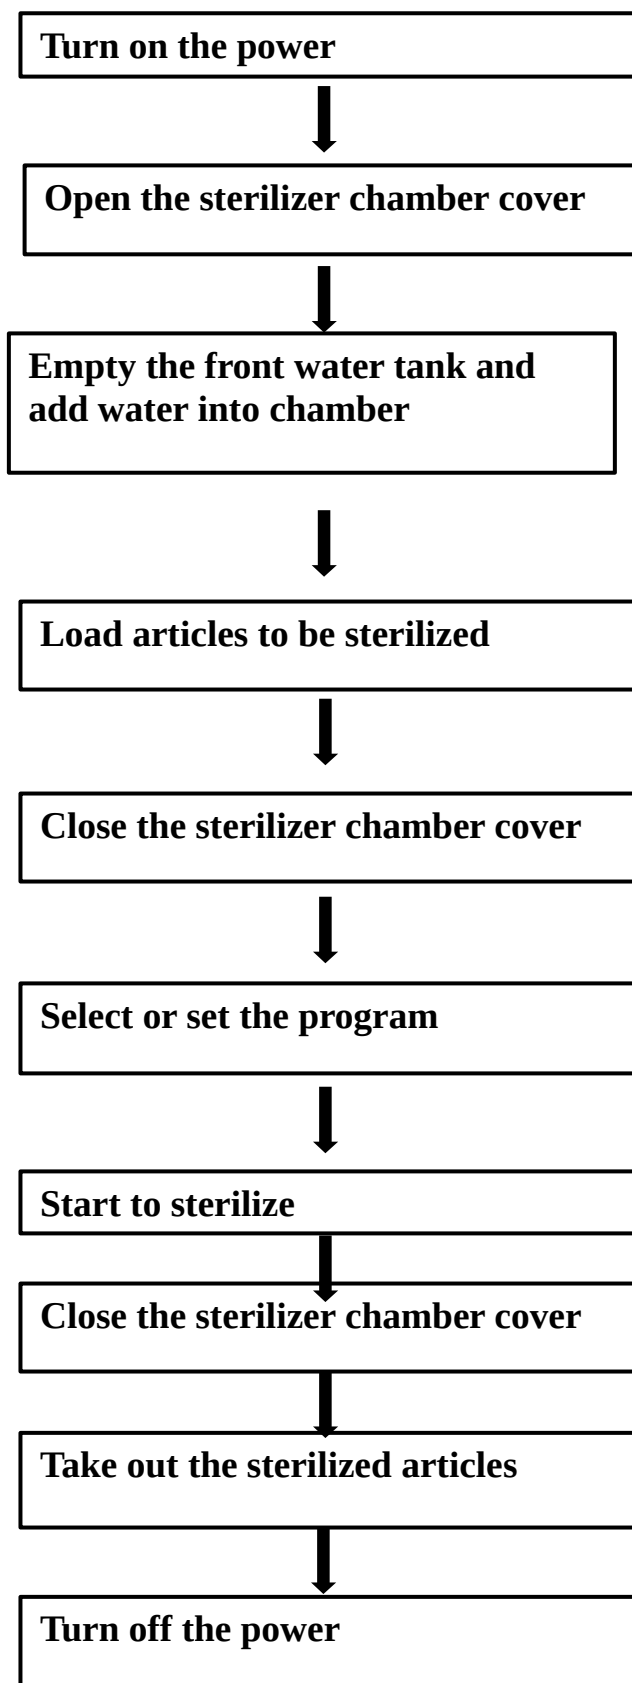 Turn on the power
Open the sterilizer chamber cover
Empty the front water tank and
add water into chamber
Load articles to be sterilized
Close the sterilizer chamber cover
Select or set the program
Start to sterilize
Close the sterilizer chamber cover
Take out the sterilized articles
Turn off the power